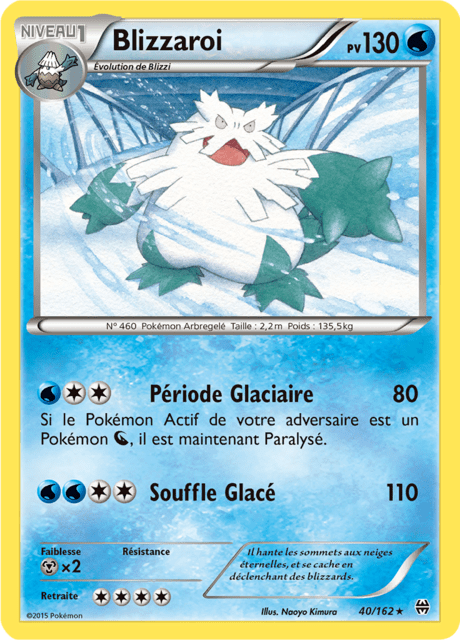 NIVEAU 1
Blizzaroi
PV 130
Évolution de Blizzi
N° 460 Pokémon Arbregelé Taille : 2,2m Poids : 135,5kg
Période Glaciaire 80
Si le Pokémon Actif de votre adversaire est un
Pokémon , il est maintenant Paralysé.
Souffle Glacé 110
Faiblesse Résistance
×2
Retraite
Il hante les sommets aux neiges
éternelles, et se cache en
déclenchant des blizzards.
©2015 Pokémon
Illus. Naoyo Kimura
40/162★